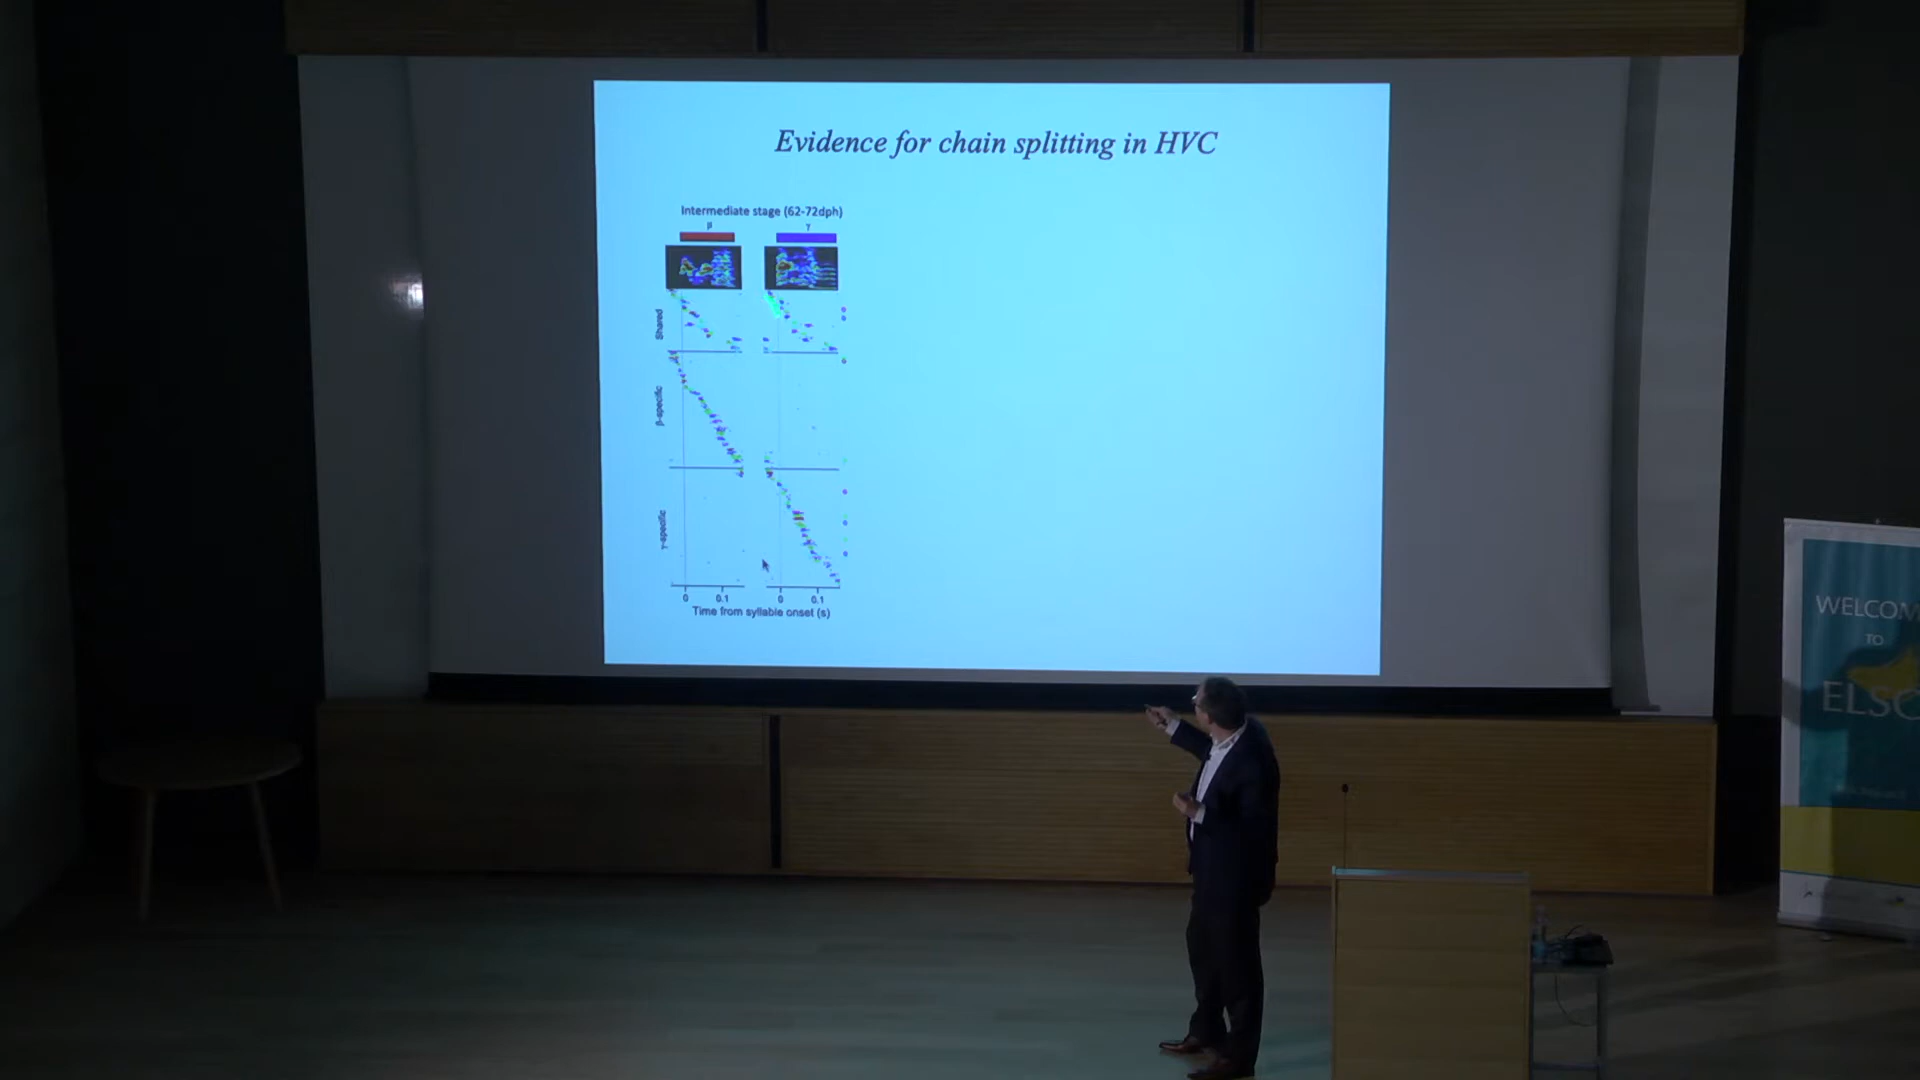 Evidence for chain splitting in HVC
Intermediate stage (62-72dph)
β γ
Shared
β-specific
γ-specific
0 0.1 0 0.1
Time from syllable onset (s)
WELCOM
TO
ELSC